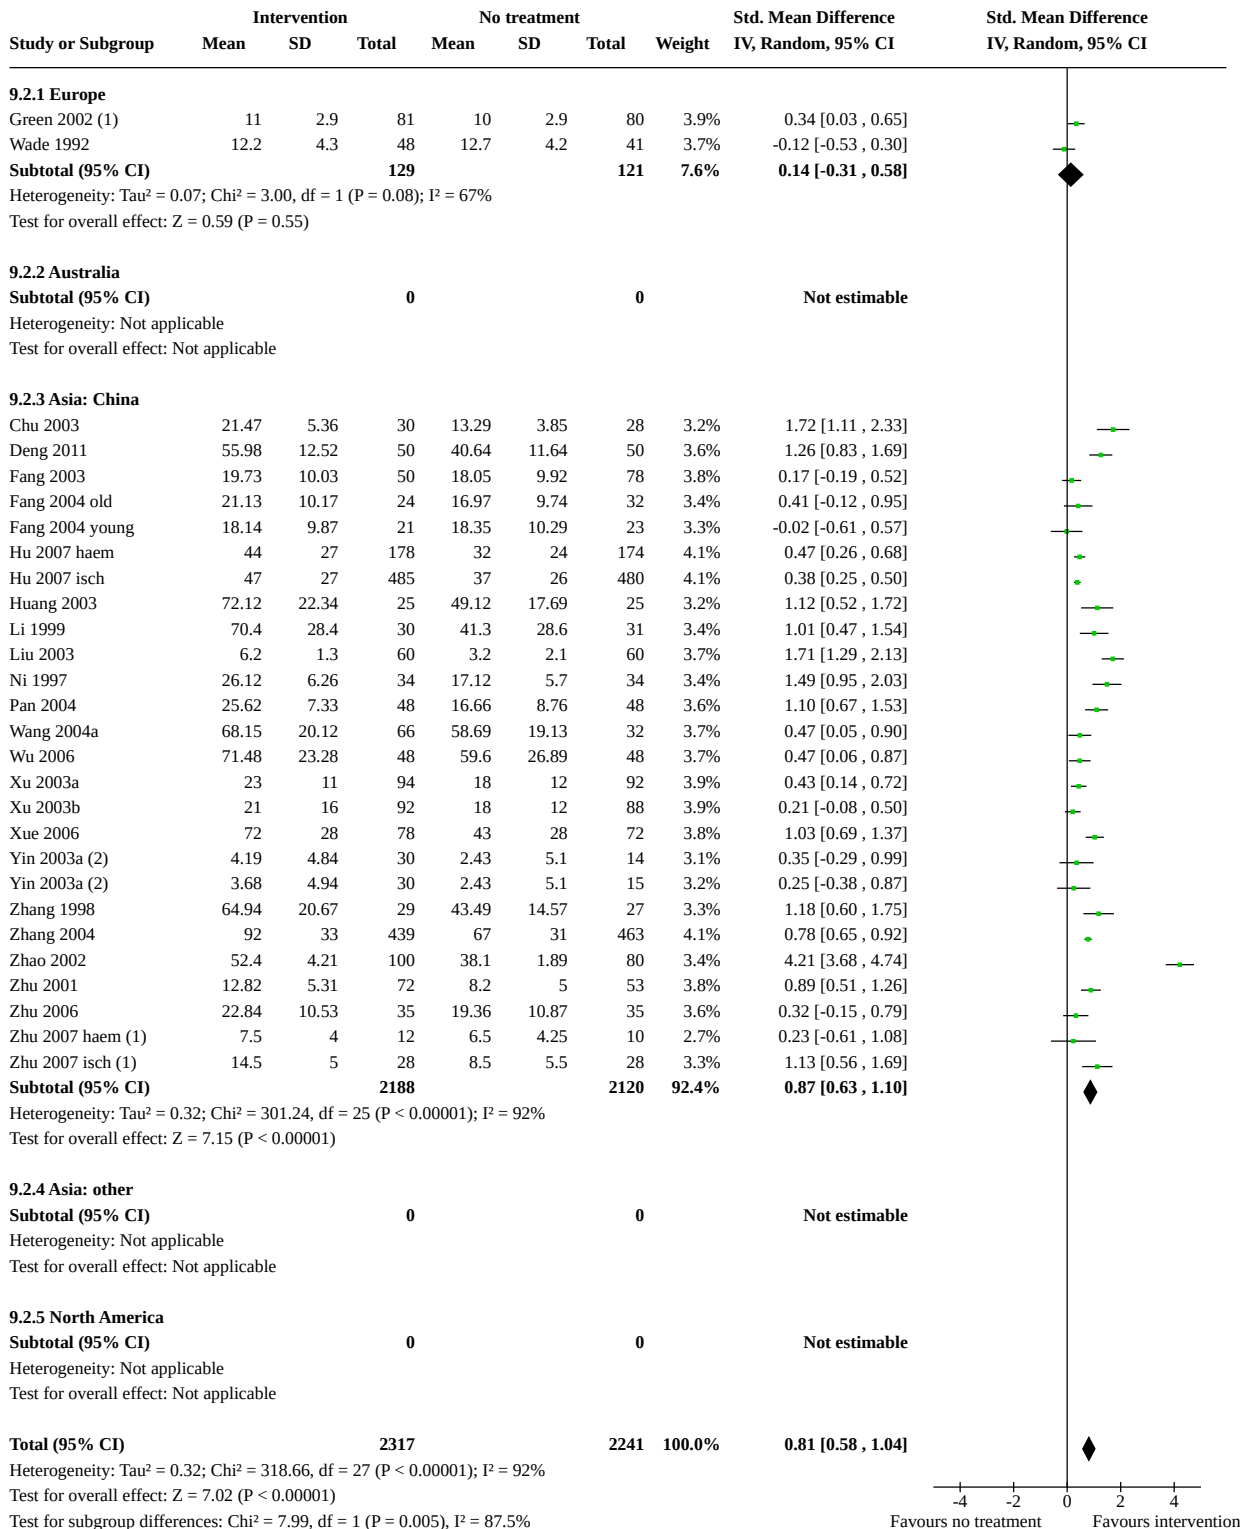 Intervention No treatment Std. Mean Difference Std. Mean Difference
Study or Subgroup Mean SD Total Mean SD Total Weight IV, Random, 95% CI IV, Random, 95% CI
9.2.1 Europe
Green 2002 (1) 11 2.9 81 10 2.9 80 3.9% 0.34 [0.03 , 0.65]
Wade 1992 12.2 4.3 48 12.7 4.2 41 3.7% -0.12 [-0.53 , 0.30]
Subtotal (95% CI) 129 121 7.6% 0.14 [-0.31 , 0.58]
Heterogeneity: Tau² = 0.07; Chi² = 3.00, df = 1 (P = 0.08); I² = 67%
Test for overall effect: Z = 0.59 (P = 0.55)
9.2.2 Australia
Subtotal (95% CI) 0 0 Not estimable
Heterogeneity: Not applicable
Test for overall effect: Not applicable
9.2.3 Asia: China
Chu 2003 21.47 5.36 30 13.29 3.85 28 3.2% 1.72 [1.11 , 2.33]
Deng 2011 55.98 12.52 50 40.64 11.64 50 3.6% 1.26 [0.83 , 1.69]
Fang 2003 19.73 10.03 50 18.05 9.92 78 3.8% 0.17 [-0.19 , 0.52]
Fang 2004 old 21.13 10.17 24 16.97 9.74 32 3.4% 0.41 [-0.12 , 0.95]
Fang 2004 young 18.14 9.87 21 18.35 10.29 23 3.3% -0.02 [-0.61 , 0.57]
Hu 2007 haem 44 27 178 32 24 174 4.1% 0.47 [0.26 , 0.68]
Hu 2007 isch 47 27 485 37 26 480 4.1% 0.38 [0.25 , 0.50]
Huang 2003 72.12 22.34 25 49.12 17.69 25 3.2% 1.12 [0.52 , 1.72]
Li 1999 70.4 28.4 30 41.3 28.6 31 3.4% 1.01 [0.47 , 1.54]
Liu 2003 6.2 1.3 60 3.2 2.1 60 3.7% 1.71 [1.29 , 2.13]
Ni 1997 26.12 6.26 34 17.12 5.7 34 3.4% 1.49 [0.95 , 2.03]
Pan 2004 25.62 7.33 48 16.66 8.76 48 3.6% 1.10 [0.67 , 1.53]
Wang 2004a 68.15 20.12 66 58.69 19.13 32 3.7% 0.47 [0.05 , 0.90]
Wu 2006 71.48 23.28 48 59.6 26.89 48 3.7% 0.47 [0.06 , 0.87]
Xu 2003a 23 11 94 18 12 92 3.9% 0.43 [0.14 , 0.72]
Xu 2003b 21 16 92 18 12 88 3.9% 0.21 [-0.08 , 0.50]
Xue 2006 72 28 78 43 28 72 3.8% 1.03 [0.69 , 1.37]
Yin 2003a (2) 4.19 4.84 30 2.43 5.1 14 3.1% 0.35 [-0.29 , 0.99]
Yin 2003a (2) 3.68 4.94 30 2.43 5.1 15 3.2% 0.25 [-0.38 , 0.87]
Zhang 1998 64.94 20.67 29 43.49 14.57 27 3.3% 1.18 [0.60 , 1.75]
Zhang 2004 92 33 439 67 31 463 4.1% 0.78 [0.65 , 0.92]
Zhao 2002 52.4 4.21 100 38.1 1.89 80 3.4% 4.21 [3.68 , 4.74]
Zhu 2001 12.82 5.31 72 8.2 5 53 3.8% 0.89 [0.51 , 1.26]
Zhu 2006 22.84 10.53 35 19.36 10.87 35 3.6% 0.32 [-0.15 , 0.79]
Zhu 2007 haem (1) 7.5 4 12 6.5 4.25 10 2.7% 0.23 [-0.61 , 1.08]
Zhu 2007 isch (1) 14.5 5 28 8.5 5.5 28 3.3% 1.13 [0.56 , 1.69]
Subtotal (95% CI) 2188 2120 92.4% 0.87 [0.63 , 1.10]
Heterogeneity: Tau² = 0.32; Chi² = 301.24, df = 25 (P < 0.00001); I² = 92%
Test for overall effect: Z = 7.15 (P < 0.00001)
9.2.4 Asia: other
Subtotal (95% CI) 0 0 Not estimable
Heterogeneity: Not applicable
Test for overall effect: Not applicable
9.2.5 North America
Subtotal (95% CI) 0 0 Not estimable
Heterogeneity: Not applicable
Test for overall effect: Not applicable
Total (95% CI) 2317 2241 100.0% 0.81 [0.58 , 1.04]
Heterogeneity: Tau² = 0.32; Chi² = 318.66, df = 27 (P < 0.00001); I² = 92%
Test for overall effect: Z = 7.02 (P < 0.00001)
-4 -2 0 2 4
Test for subgroup differences: Chi² = 7.99, df = 1 (P = 0.005), I² = 87.5%
Favours no treatment Favours intervention